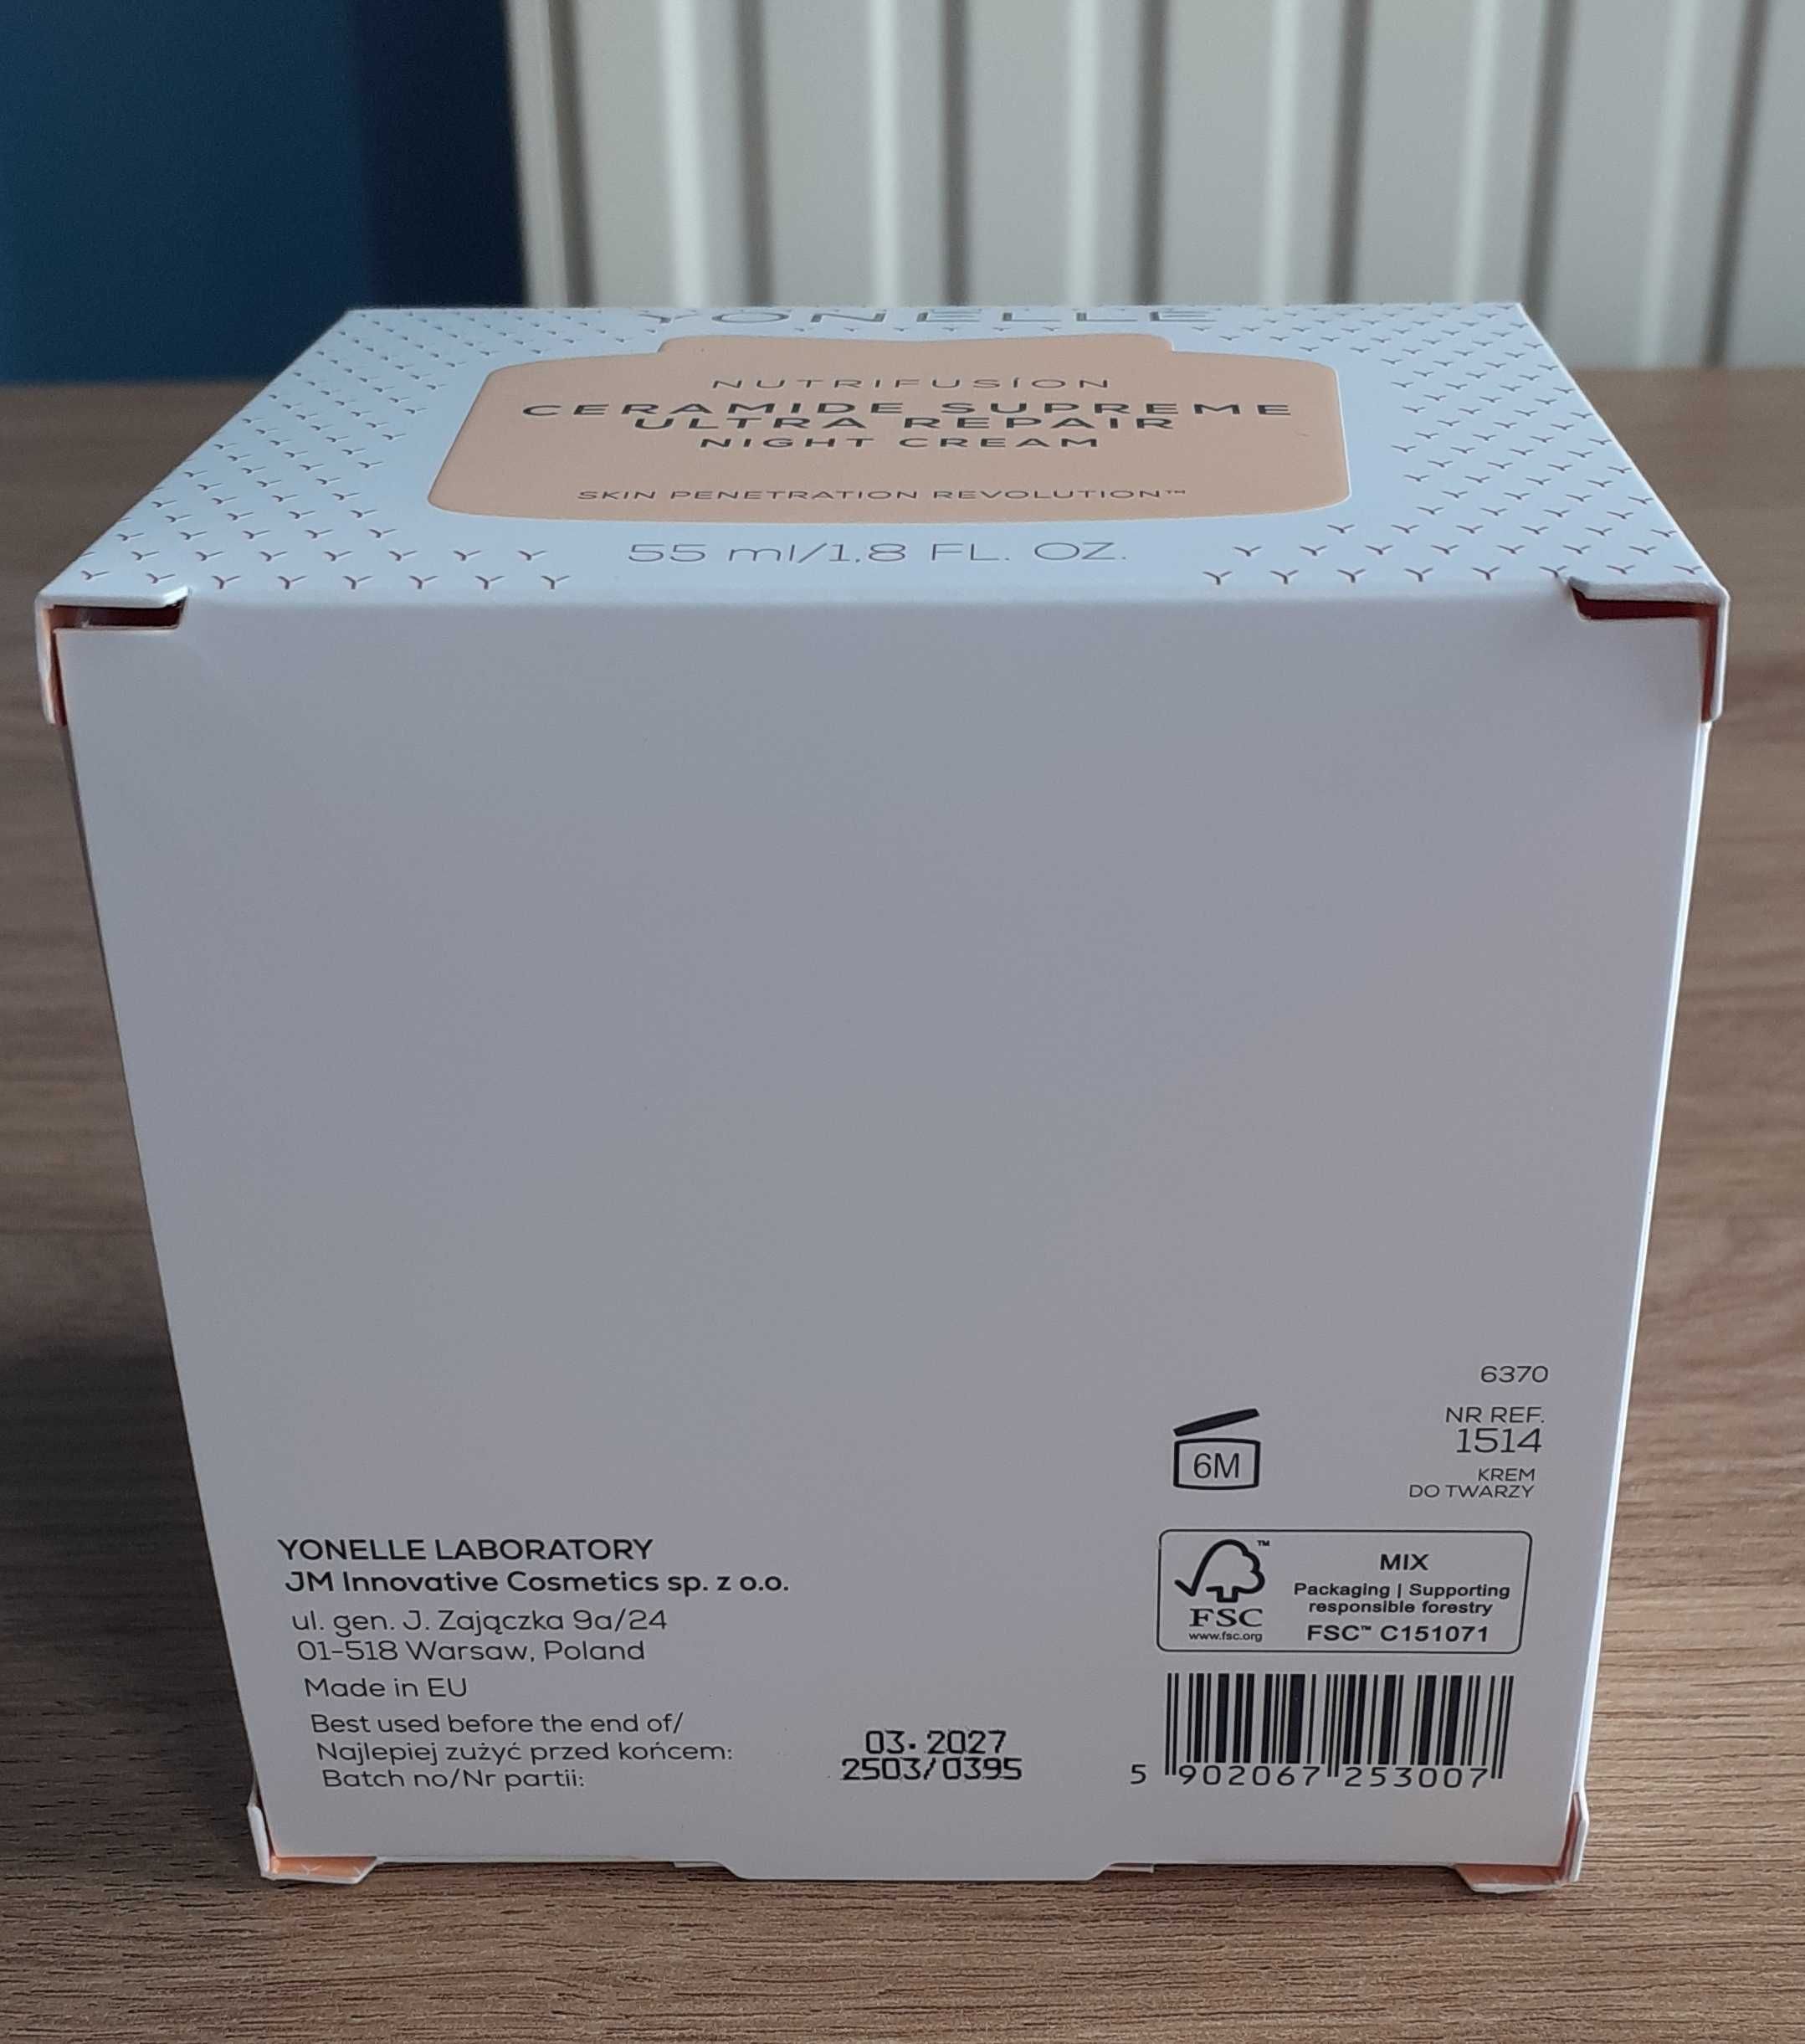 YONELLE
NUTRIFUSÍON
CERAMIDE SUPREME
ULTRA REPAIR
NIGHT CREAM
SKIN PENETRATION REVOLUTION™
55 ml/1,8 FL. OZ.
6370
NR REF.
1514
KREM
DO TWARZY
6M
YONELLE LABORATORY
JM Innovative Cosmetics sp. z o.o.
ul. gen. J. Zajączka 9a/24
01-518 Warsaw, Poland
Made in EU
Best used before the end of/
Najlepiej zużyć przed końcem:
Batch no/Nr partii:
03.2027
2503/0395
™
FSC
www.fsc.org
MIX
Packaging | Supporting
responsible forestry
FSC™ C151071
5 902067 253007